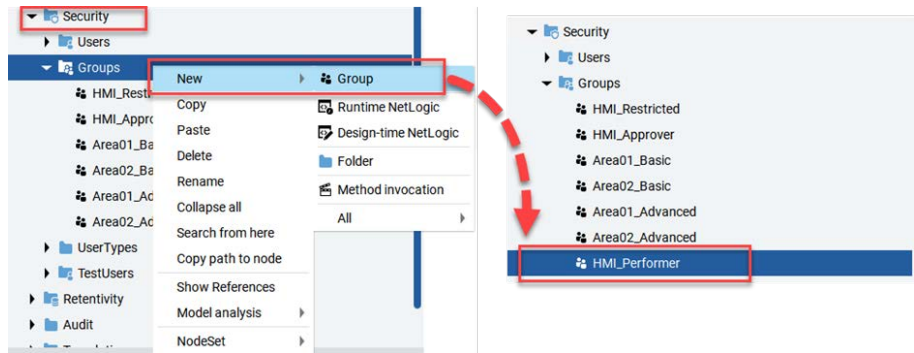 Security
Users
Groups
HMI_Restr
HMI_Appro
Area01_Ba
Area02_Ba
Area01_Ad
Area02_Ad
UserTypes
TestUsers
Retentivity
Audit
New
Copy
Paste
Delete
Rename
Collapse all
Search from here
Copy path to node
Show References
Model analysis
NodeSet
Group
Runtime NetLogic
Design-time NetLogic
Folder
Method invocation
All
Security
Users
Groups
HMI_Restricted
HMI_Approver
Area01_Basic
Area02_Basic
Area01_Advanced
Area02_Advanced
HMI_Performer